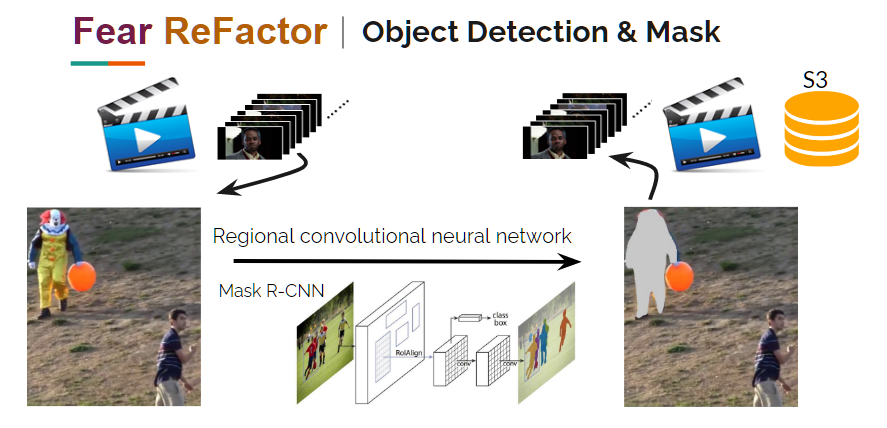 Fear ReFactor | Object Detection & Mask
S3
Regional convolutional neural network
Mask R-CNN
class
box
RoIAlign
conv
conv